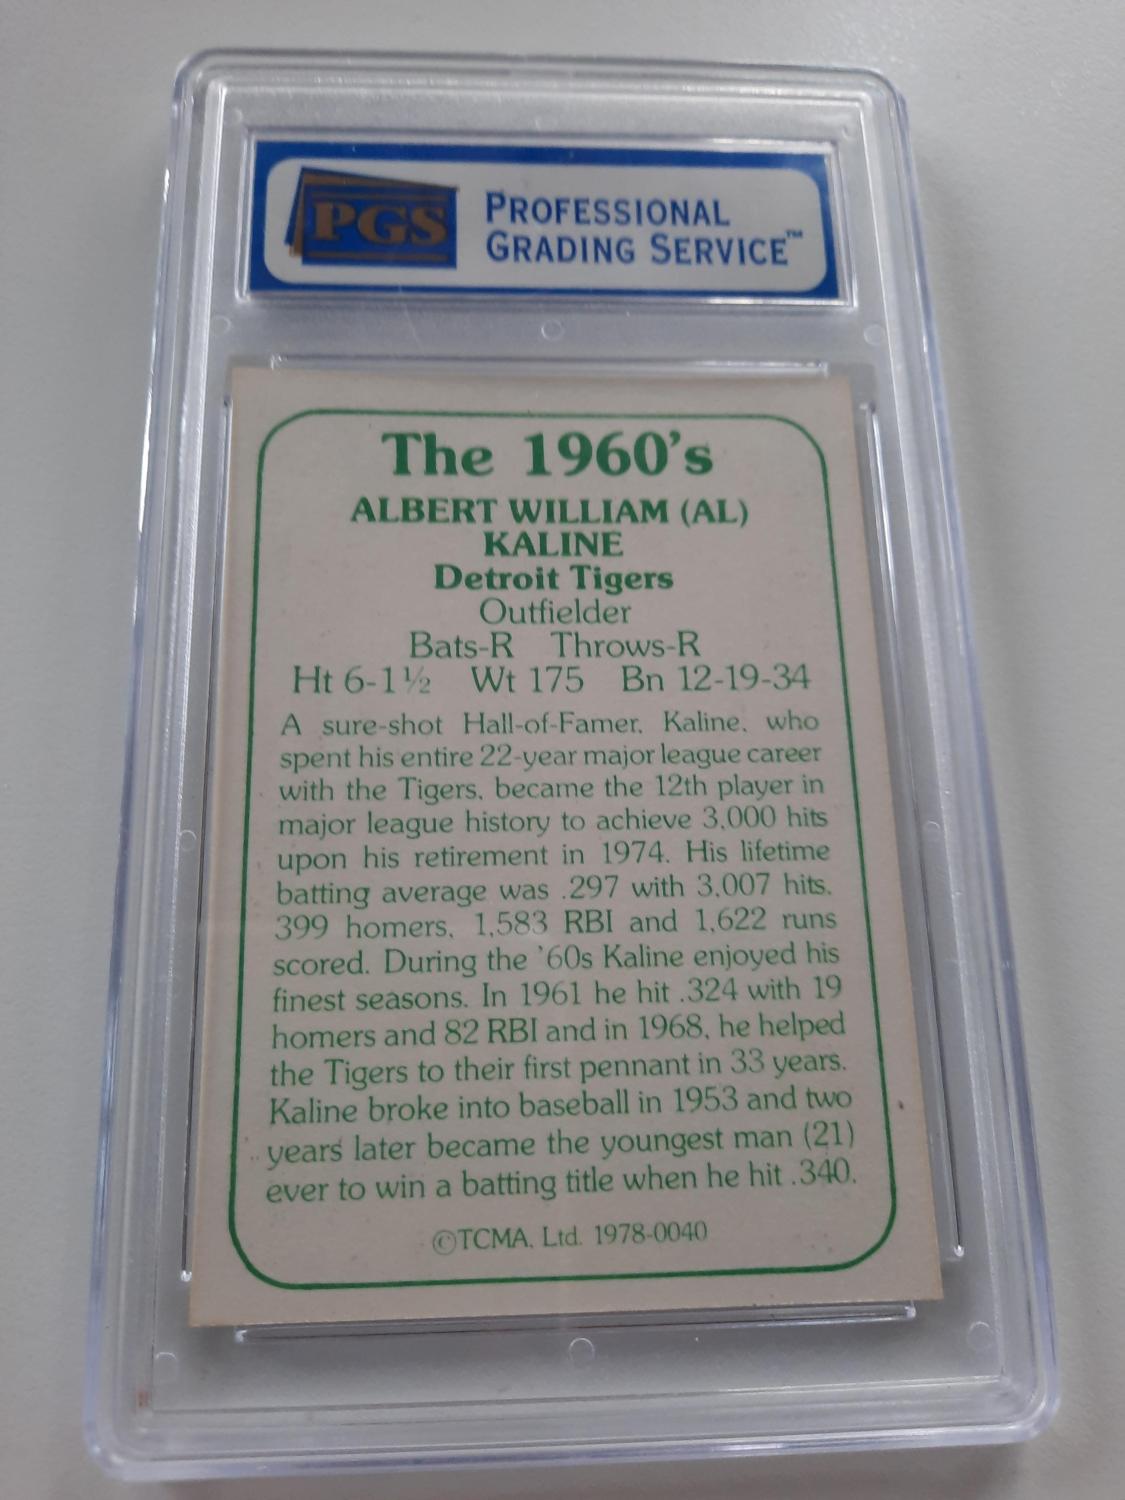 PGS
PROFESSIONAL
GRADING SERVICE™
The 1960's
ALBERT WILLIAM (AL)
KALINE
Detroit Tigers
Outfielder
Bats-R Throws-R
Ht 6-1½ Wt 175 Bn 12-19-34
A sure-shot Hall-of-Famer, Kaline, who
spent his entire 22-year major league career
with the Tigers, became the 12th player in
major league history to achieve 3,000 hits
upon his retirement in 1974. His lifetime
batting average was .297 with 3,007 hits,
399 homers, 1,583 RBI and 1,622 runs
scored. During the '60s Kaline enjoyed his
finest seasons. In 1961 he hit .324 with 19
homers and 82 RBI and in 1968, he helped
the Tigers to their first pennant in 33 years.
Kaline broke into baseball in 1953 and two
years later became the youngest man (21)
ever to win a batting title when he hit .340.
©TCMA, Ltd. 1978-0040